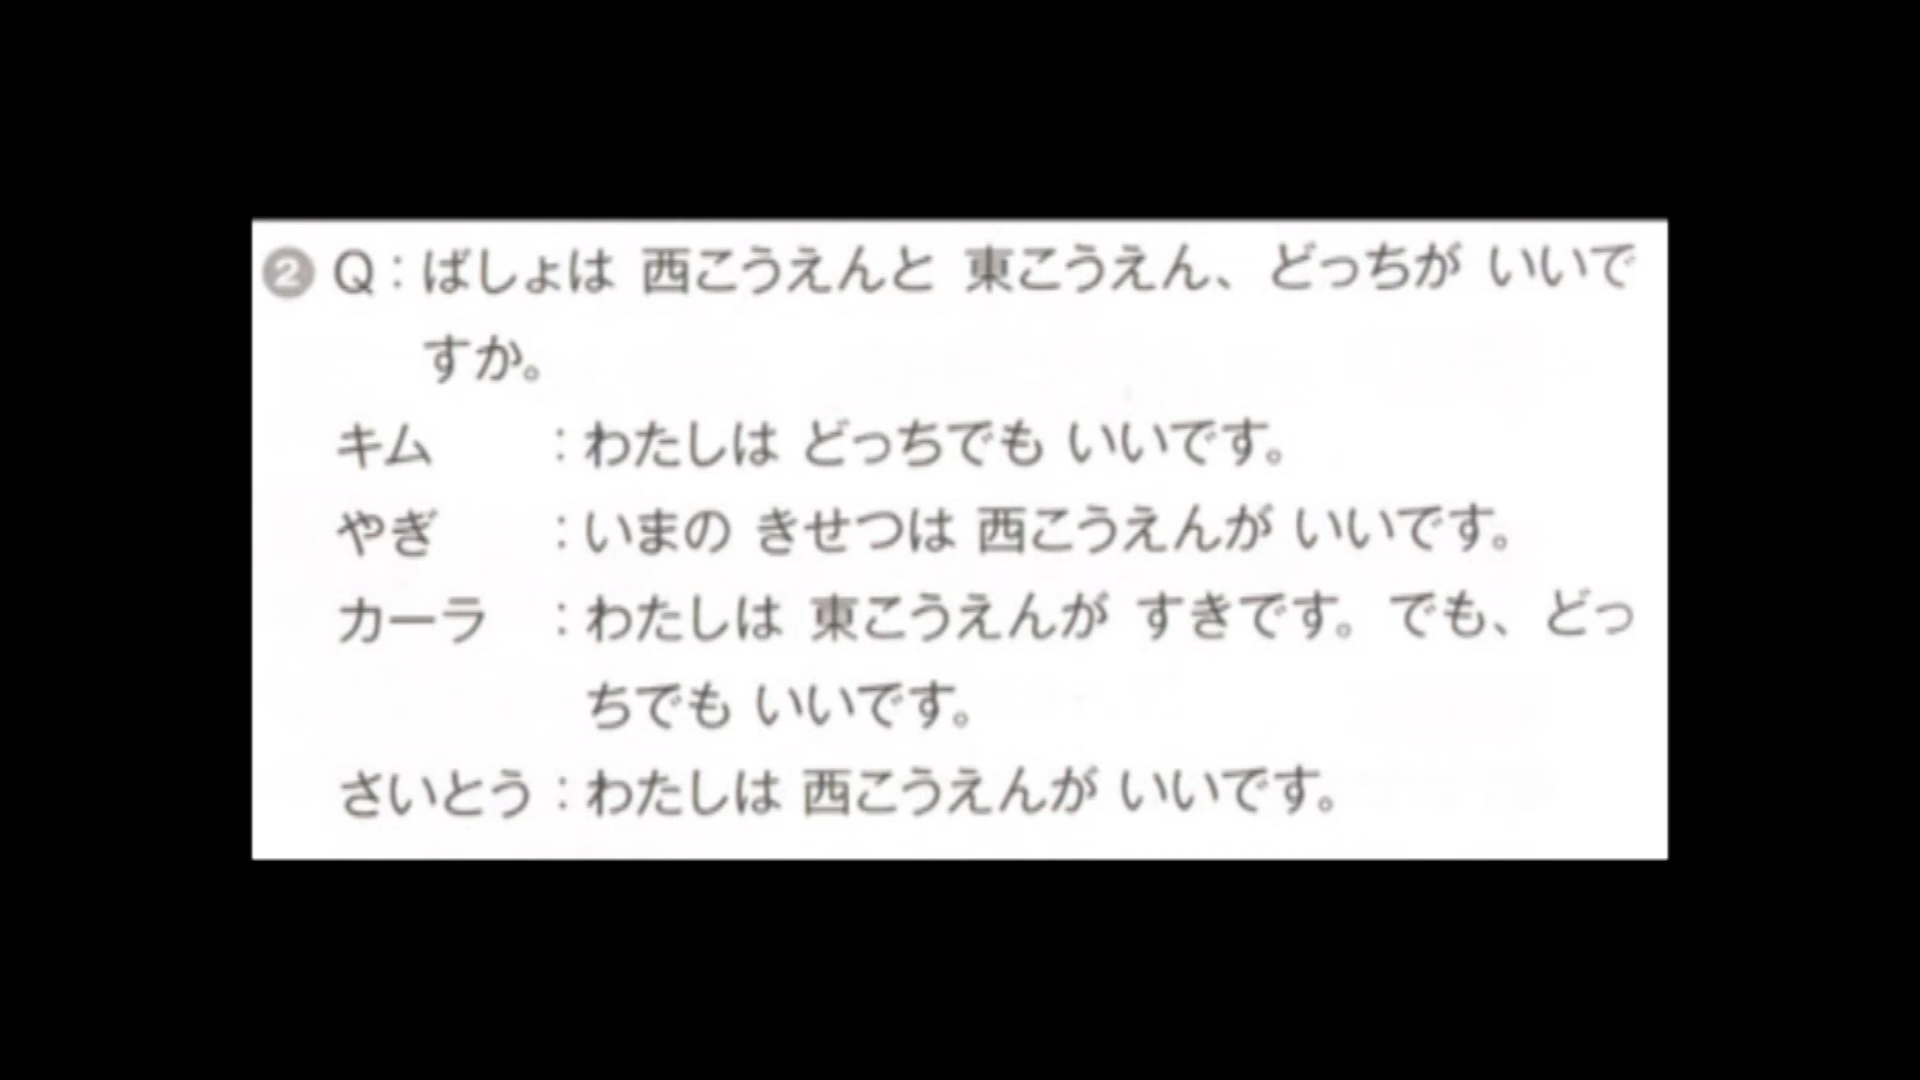 ❷ Q：ばしょは 西こうえんと 東こうえん、どっちが いいで
すか。
キム ：わたしは どっちでも いいです。
やぎ ：いまの きせつは 西こうえんが いいです。
カーラ ：わたしは 東こうえんが すきです。でも、どっ
ちでも いいです。
さいとう：わたしは 西こうえんが いいです。